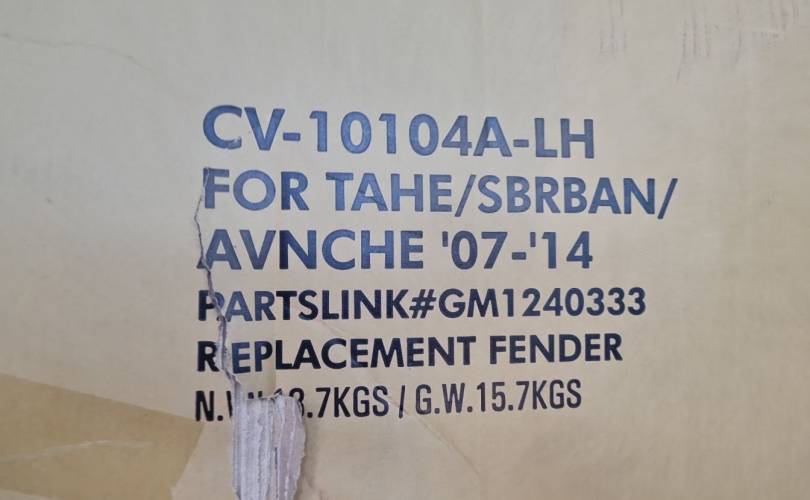 CV-10104A-LH
FOR TAHE/SBRBAN/
AVNCHE '07-'14
PARTSLINK#GM1240333
REPLACEMENT FENDER
/ G.W.15.7KGS